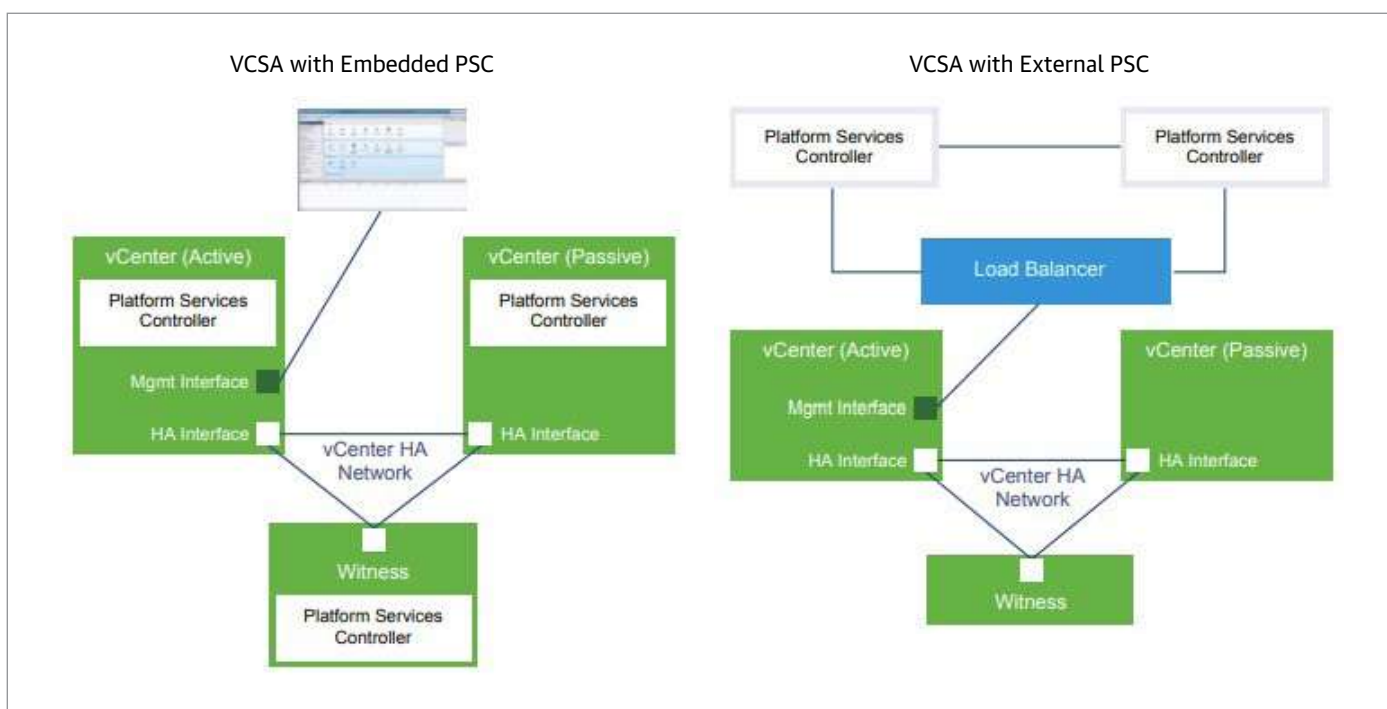 VCSA with Embedded PSC
vCenter (Active)
Platform Services
Controller
Mgmt Interface
HA Interface
vCenter (Passive)
Platform Services
Controller
HA Interface
vCenter HA
Network
Witness
Platform Services
Controller
VCSA with External PSC
Platform Services
Controller
Platform Services
Controller
Load Balancer
vCenter (Active)
Mgmt Interface
HA Interface
vCenter (Passive)
HA Interface
vCenter HA
Network
Witness